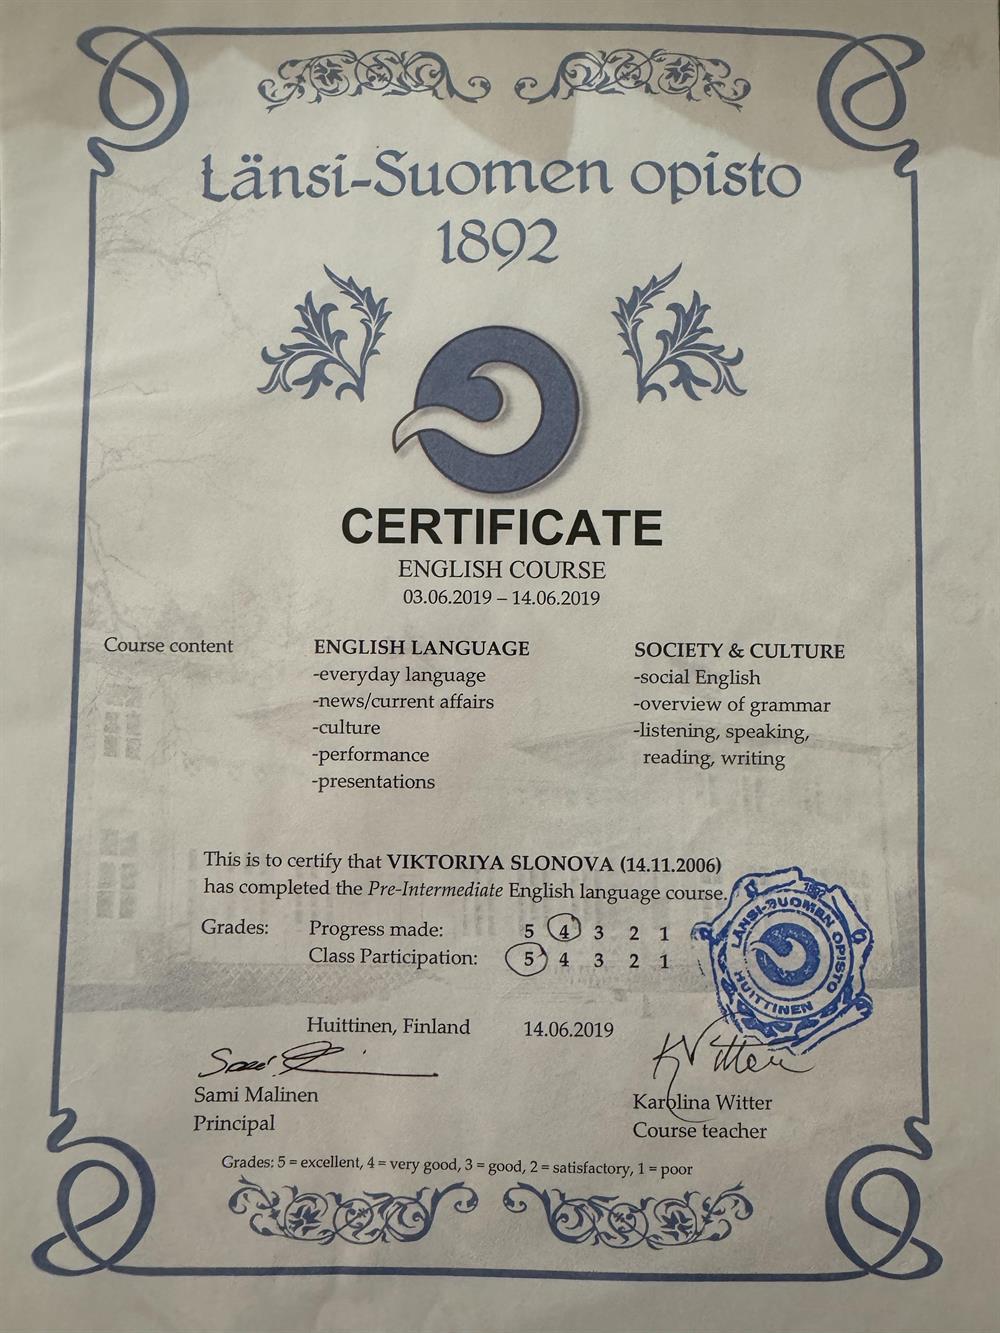 Länsi-Suomen opisto
1892
CERTIFICATE
ENGLISH COURSE
03.06.2019 – 14.06.2019
Course content
ENGLISH LANGUAGE
-everyday language
-news/current affairs
-culture
-performance
-presentations
SOCIETY & CULTURE
-social English
-overview of grammar
-listening, speaking,
reading, writing
This is to certify that VIKTORIYA SLONOVA (14.11.2006)
has completed the Pre-Intermediate English language course.
Grades: Progress made: 5 4 3 2 1
Class Participation: 5 4 3 2 1
1892
LÄNSI-SUOMEN OPISTO
HUITTINEN
Huittinen, Finland 14.06.2019
K Witter
Sami Malinen
Principal
Karolina Witter
Course teacher
Grades: 5 = excellent, 4 = very good, 3 = good, 2 = satisfactory, 1 = poor